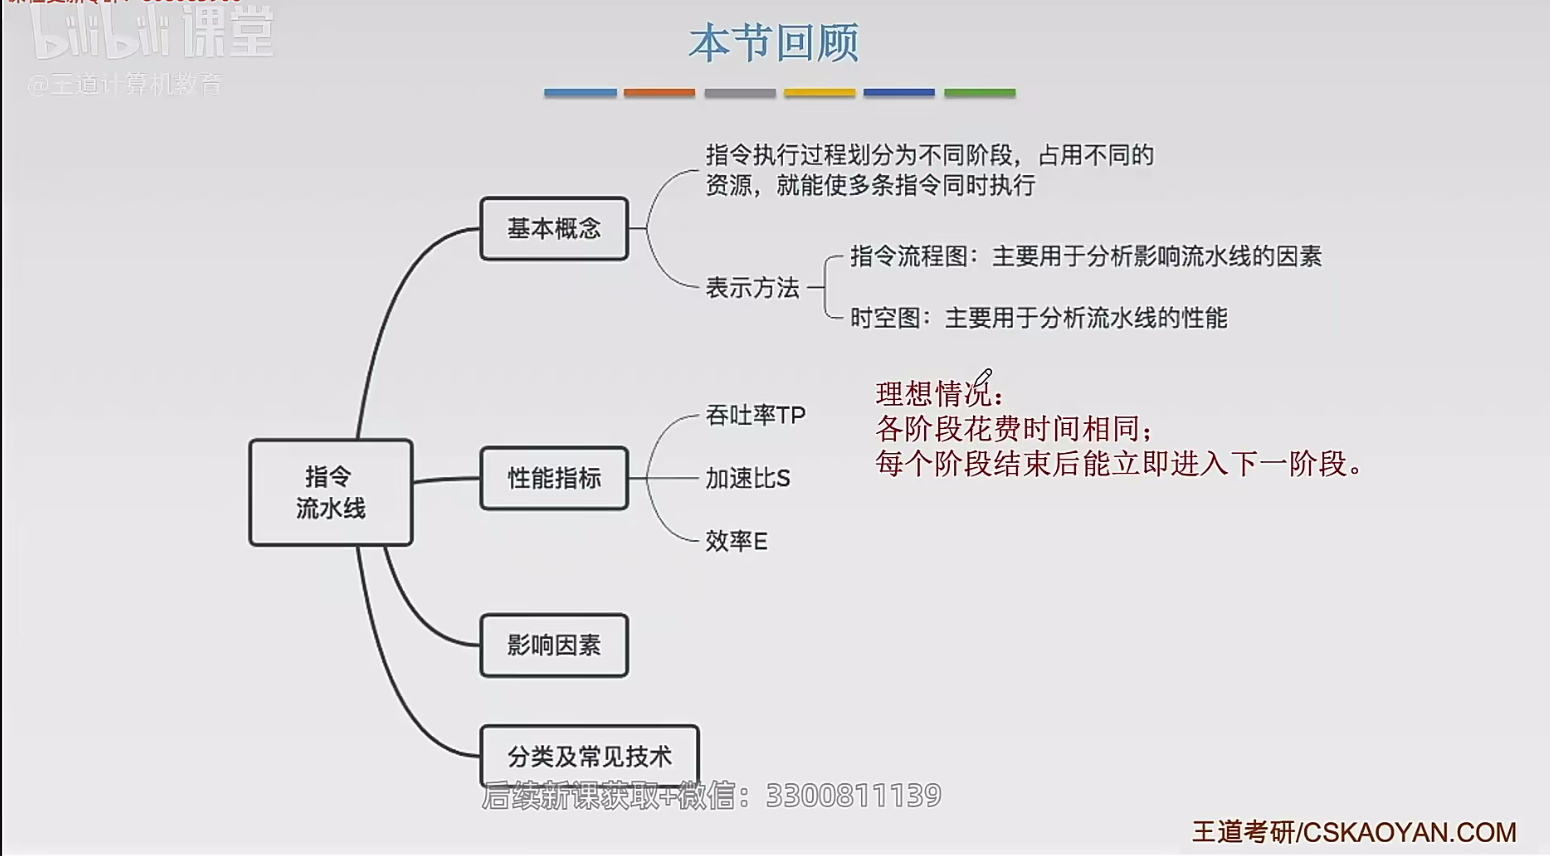 bilibili课堂
@王道计算机教育
本节回顾
指令执行过程划分为不同阶段，占用不同的
资源，就能使多条指令同时执行
基本概念
指令流程图：主要用于分析影响流水线的因素
表示方法
时空图：主要用于分析流水线的性能
理想情况：
各阶段花费时间相同；
每个阶段结束后能立即进入下一阶段。
吞吐率TP
指令
流水线
性能指标
加速比S
效率E
影响因素
分类及常见技术
后续新课获取+微信：3300811139
王道考研/CSKAOYAN.COM